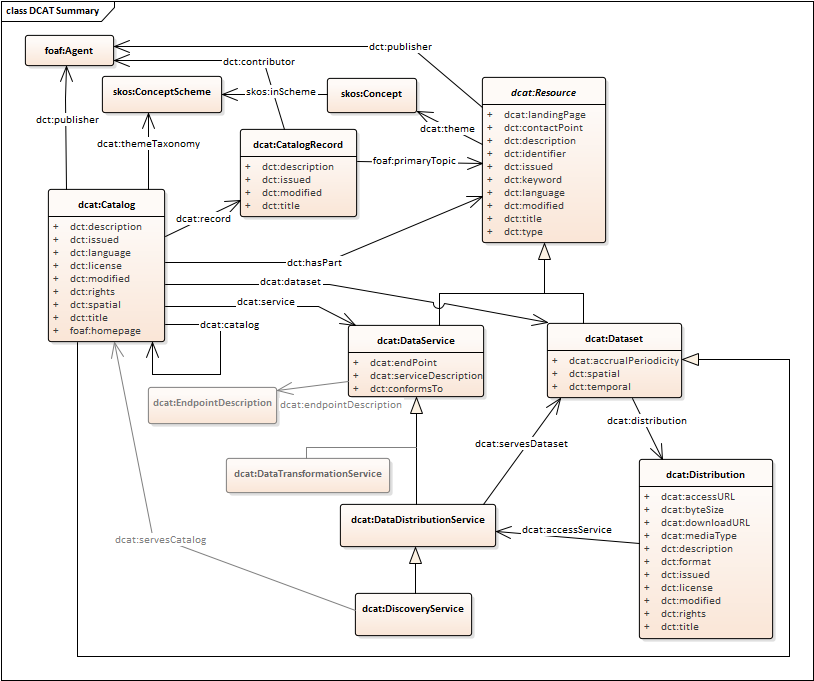 class DCAT Summary
foaf:Agent
dct:publisher
dct:contributor
skos:ConceptScheme
skos:inScheme
skos:Concept
dcat:Resource
+ dcat:landingPage
+ dct:contactPoint
+ dct:description
+ dct:identifier
+ dct:issued
+ dct:keyword
+ dct:language
+ dct:modified
+ dct:title
+ dct:type
dct:publisher
dcat:theme
dcat:themeTaxonomy
dcat:CatalogRecord
+ dct:description
+ dct:issued
+ dct:modified
+ dct:title
foaf:primaryTopic
dcat:Catalog
+ dct:description
+ dct:issued
+ dct:language
+ dct:license
+ dct:modified
+ dct:rights
+ dct:spatial
+ dct:title
+ foaf:homepage
dcat:record
dct:hasPart
dcat:dataset
dcat:service
dcat:catalog
dcat:DataService
+ dcat:endPoint
+ dcat:serviceDescription
+ dct:conformsTo
dcat:Dataset
+ dcat:accrualPeriodicity
+ dct:spatial
+ dct:temporal
dcat:EndpointDescription
dcat:endpointDescription
dcat:distribution
dcat:servesDataset
dcat:DataTransformationService
dcat:Distribution
+ dcat:accessURL
+ dcat:byteSize
+ dcat:downloadURL
+ dcat:mediaType
+ dct:description
+ dct:format
+ dct:issued
+ dct:license
+ dct:modified
+ dct:rights
+ dct:title
dcat:DataDistributionService
dcat:accessService
dcat:servesCatalog
dcat:DiscoveryService